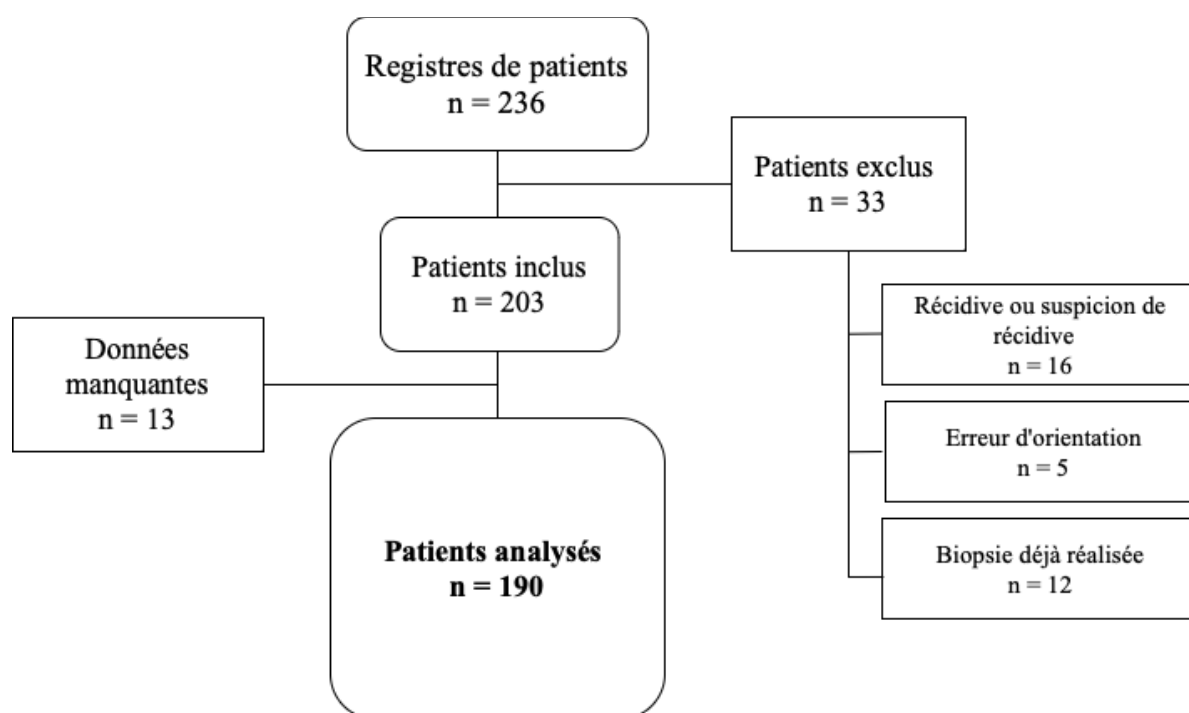 Registres de patients
n = 236
Patients exclus
n = 33
Patients inclus
n = 203
Récidive ou suspicion de
récidive
n = 16
Données
manquantes
n = 13
Erreur d'orientation
n = 5
Patients analysés
n = 190
Biopsie déjà réalisée
n = 12